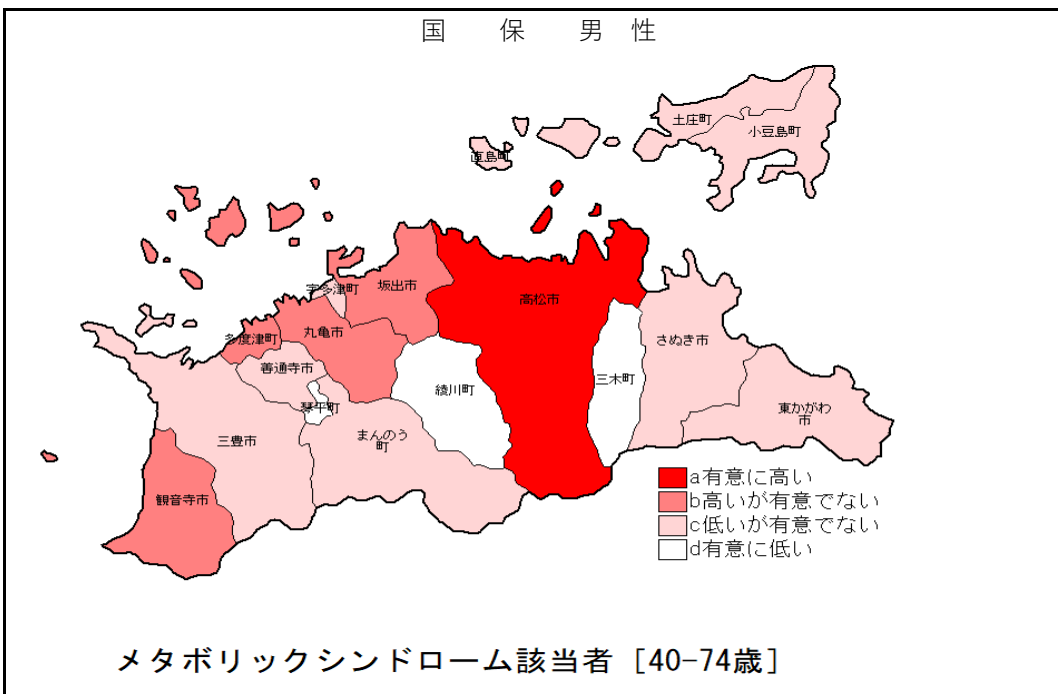 国 保 男 性
土庄町
小豆島町
直島町
宇多津町
坂出市
高松市
多度津町
丸亀市
さぬき市
善通寺市
綾川町
三木町
琴平町
東かがわ
市
まんのう
町
三豊市
観音寺市
a有意に高い
b高いが有意でない
c低いが有意でない
d有意に低い
メタボリックシンドローム該当者［40-74歳］